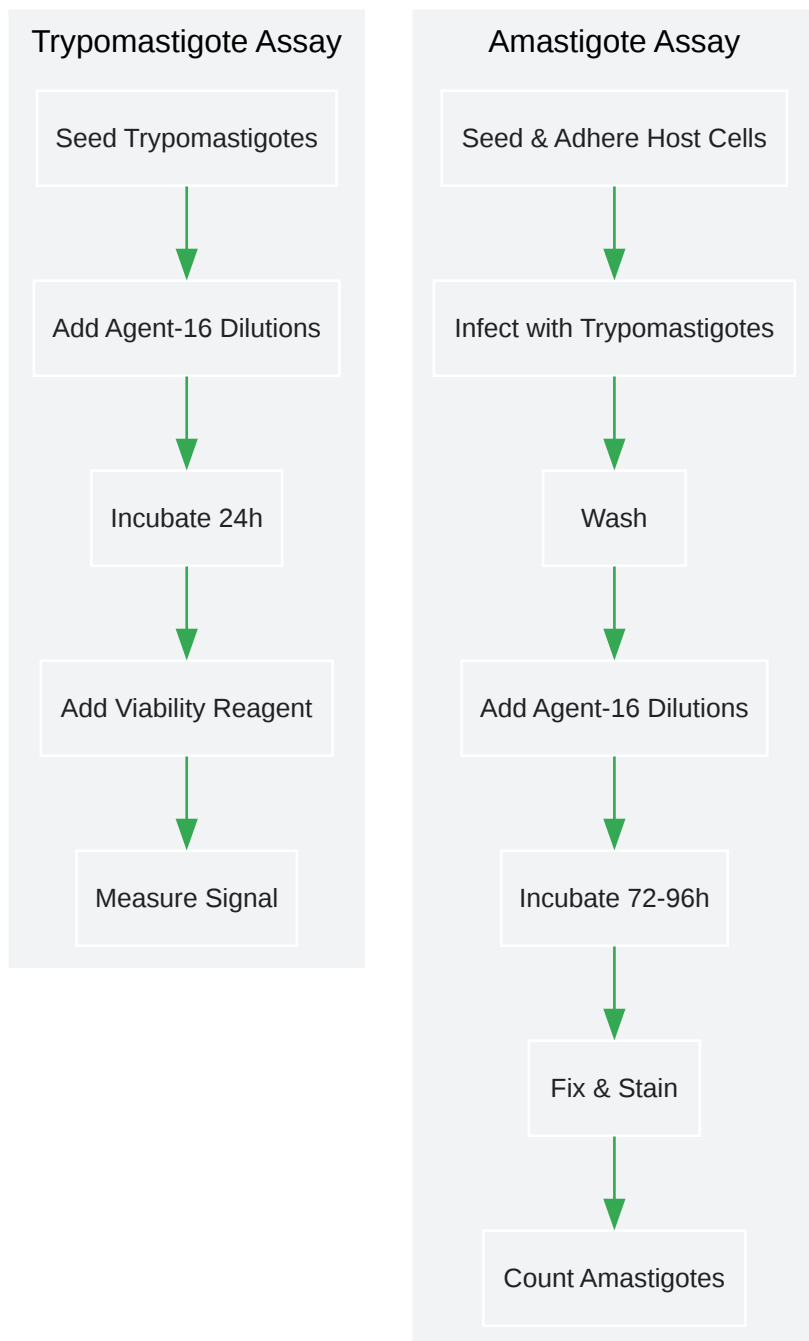 Trypomastigote Assay
Seed Trypomastigotes
Add Agent-16 Dilutions
Incubate 24h
Add Viability Reagent
Measure Signal
Amastigote Assay
Seed & Adhere Host Cells
Infect with Trypomastigotes
Wash
Add Agent-16 Dilutions
Incubate 72-96h
Fix & Stain
Count Amastigotes